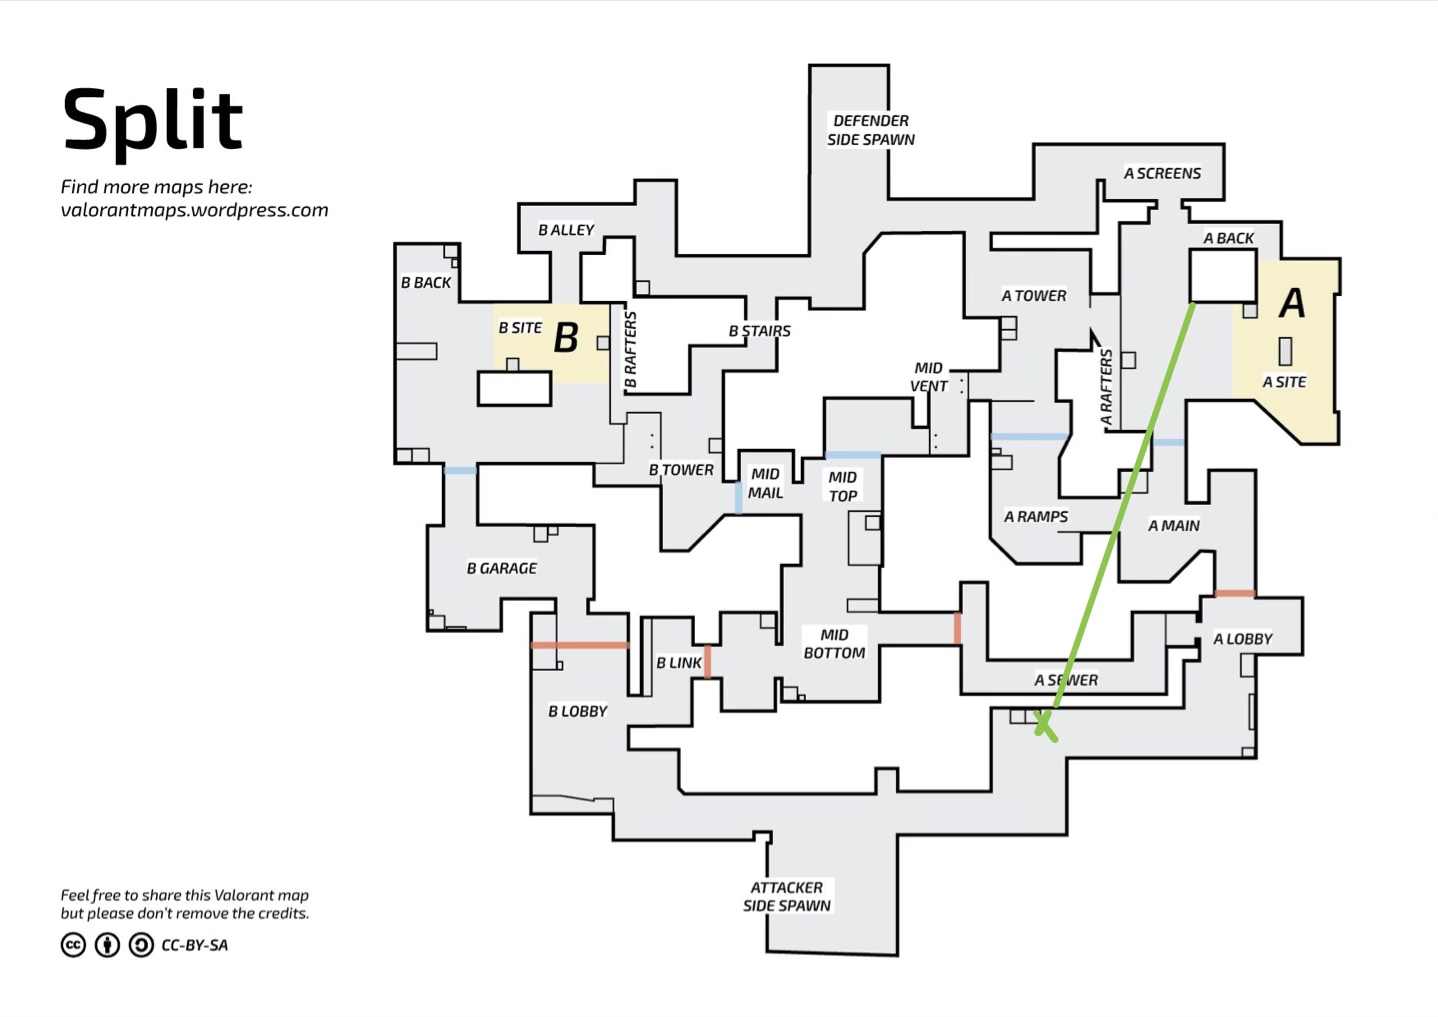 Split
Find more maps here:
valorantmaps.wordpress.com
DEFENDER
SIDE SPAWN
A SCREENS
B ALLEY
A BACK
B BACK
A TOWER
A
B SITE
B
B RAFTERS
B STAIRS
MID
VENT
A RAFTERS
A SITE
B TOWER
MID
MAIL
MID
TOP
A RAMPS
A MAIN
B GARAGE
MID
BOTTOM
A LOBBY
B LINK
A SEWER
B LOBBY
ATTACKER
SIDE SPAWN
Feel free to share this Valorant map
but please don't remove the credits.
cc CC-BY-SA